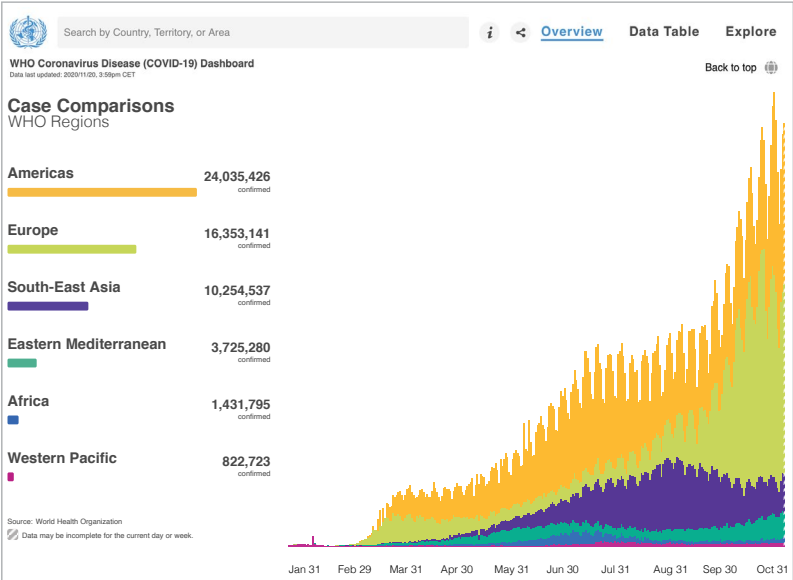 Search by Country, Territory, or Area
i
Overview
Data Table
Explore
WHO Coronavirus Disease (COVID-19) Dashboard
Data last updated: 2020/11/20, 3:59pm CET
Back to top
Case Comparisons
WHO Regions
Americas
24,035,426
confirmed
Europe
16,353,141
confirmed
South-East Asia
10,254,537
confirmed
Eastern Mediterranean
3,725,280
confirmed
Africa
1,431,795
confirmed
Western Pacific
822,723
confirmed
Source: World Health Organization
Data may be incomplete for the current day or week.
Jan 31 Feb 29 Mar 31 Apr 30 May 31 Jun 30 Jul 31 Aug 31 Sep 30 Oct 31